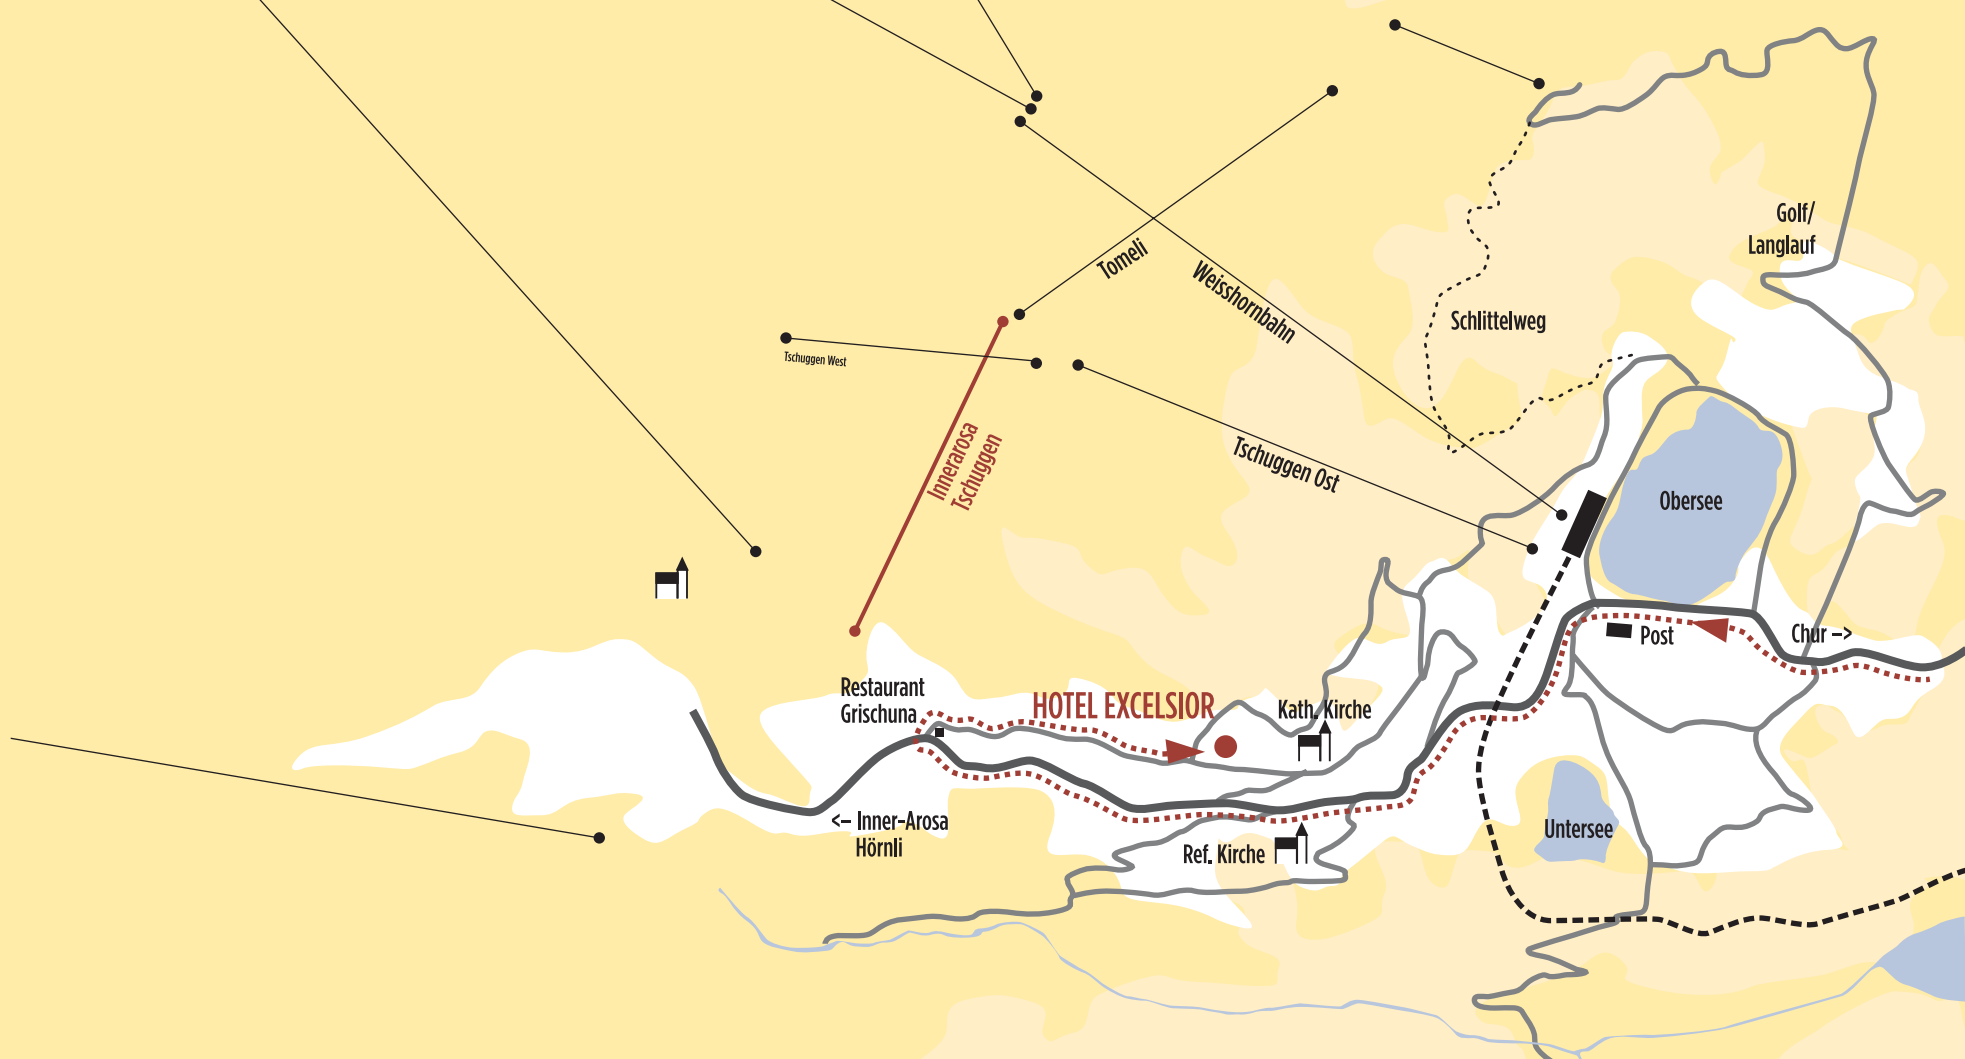 Golf/
Langlauf
Tomeli
Weisshornbahn
Schlittelweg
Tschuggen West
Innerarosa
Tschuggen
Tschuggen Ost
Obersee
Post
Chur –>
Restaurant
Grischuna
HOTEL EXCELSIOR
Kath. Kirche
<– Inner-Arosa
Hörnli
Ref. Kirche
Untersee